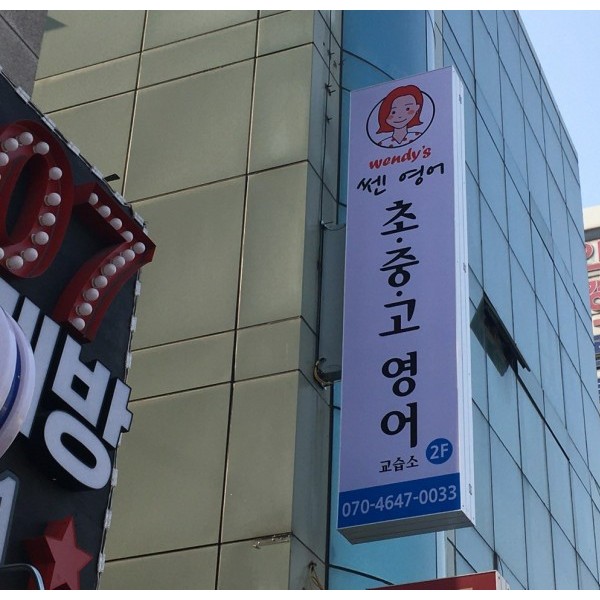 wendy's
쎈 영어
초·중·고 영어
교습소 2F
070-4647-0033
07
방